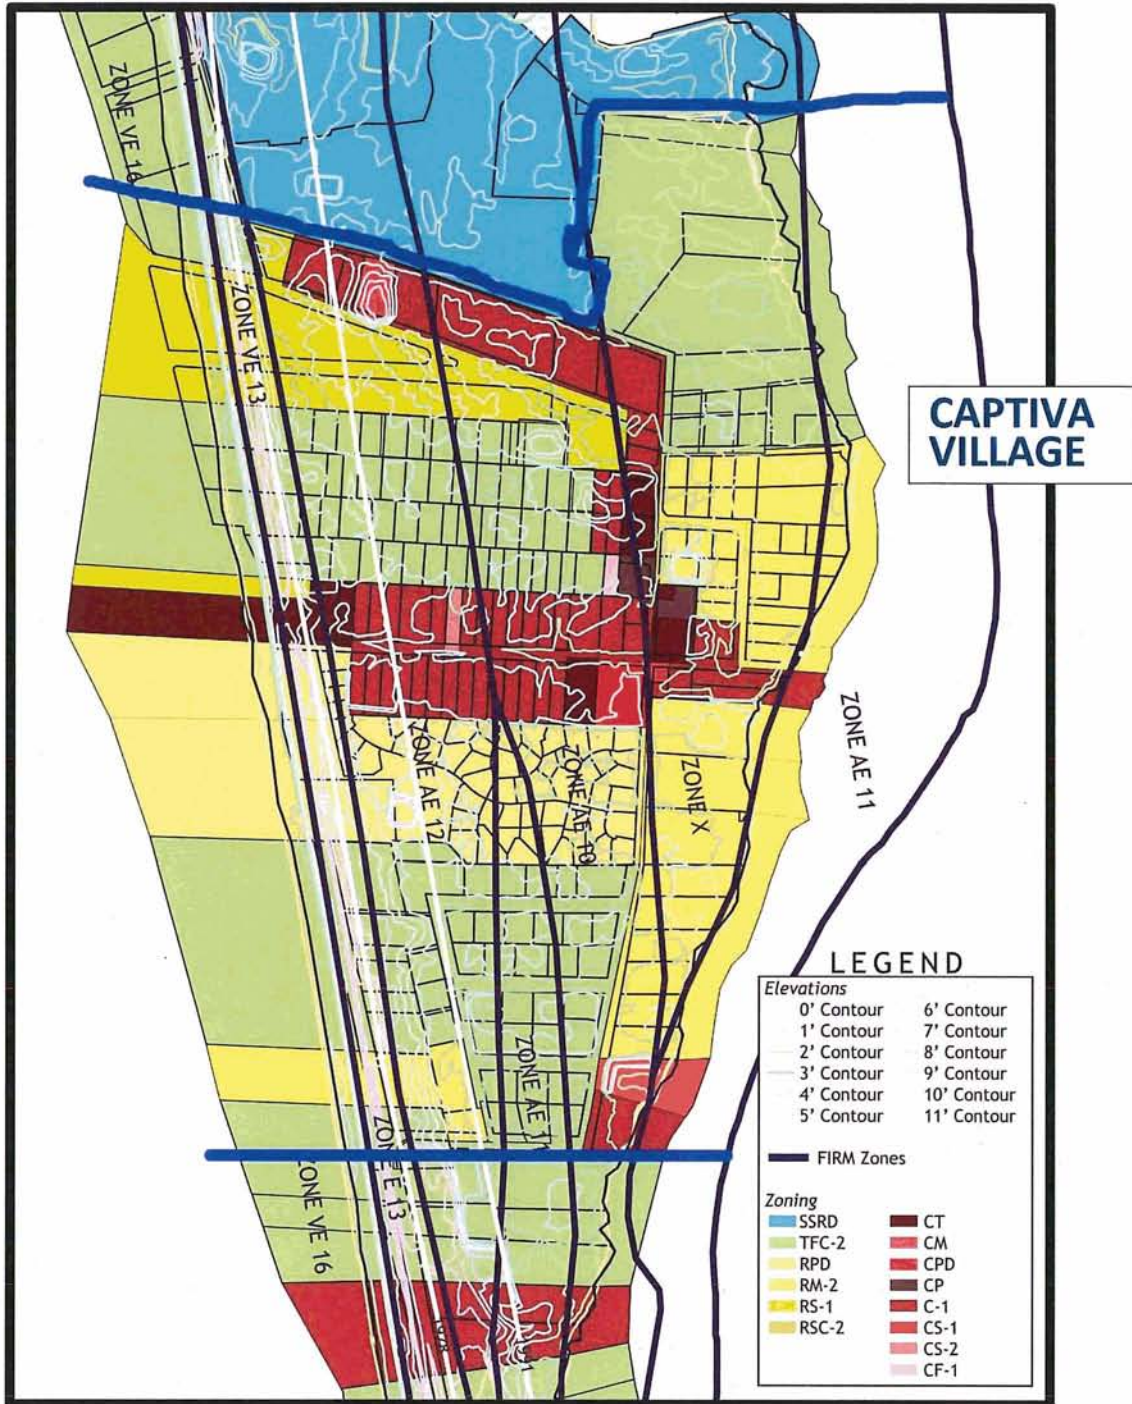 ZONE VE 16
ZONE VE 13
CAPTIVA
VILLAGE
ZONE AE 11
ZONE AE 12
ZONE AE 10
ZONE X
ZONE AE 11
ZONE VE 16
LEGEND
Elevations
0' Contour
1' Contour
2' Contour
3' Contour
4' Contour
5' Contour
6' Contour
7' Contour
8' Contour
9' Contour
10' Contour
11' Contour
FIRM Zones
Zoning
SSRD
TFC-2
RPD
RM-2
RS-1
RSC-2
CT
CM
CPD
CP
C-1
CS-1
CS-2
CF-1